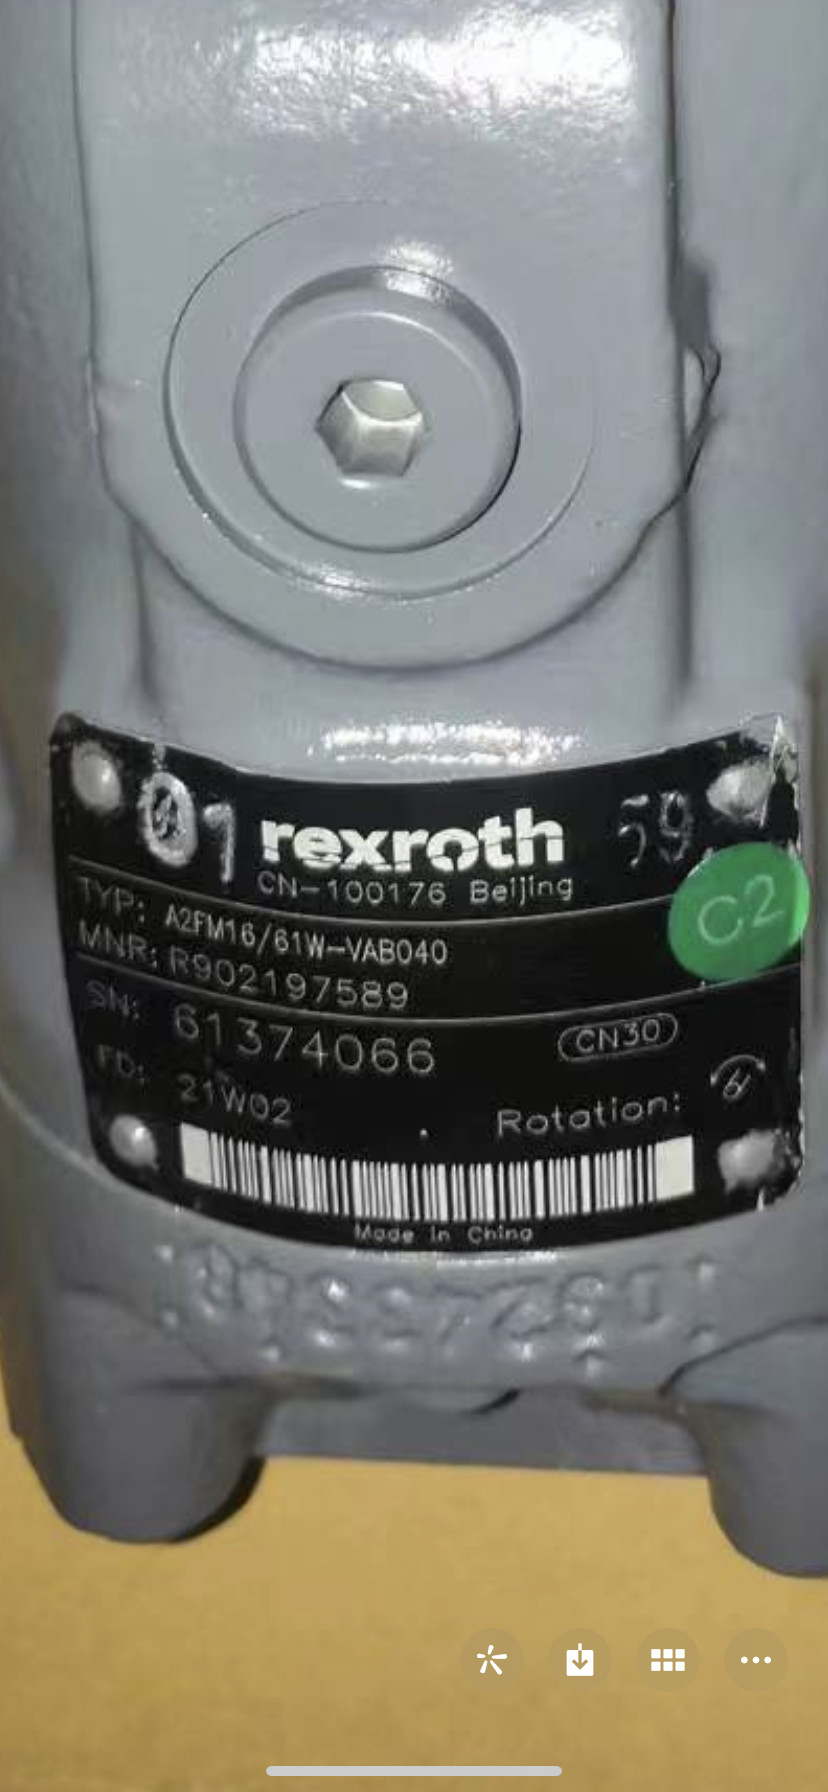 01 rexroth 59
CN-100176 Beijing
C2
TYP: A2FM16/61W-VAB040
MNR: R902197589
SN: 61374066 CN30
FD: 21W02
Rotation:
Made in China